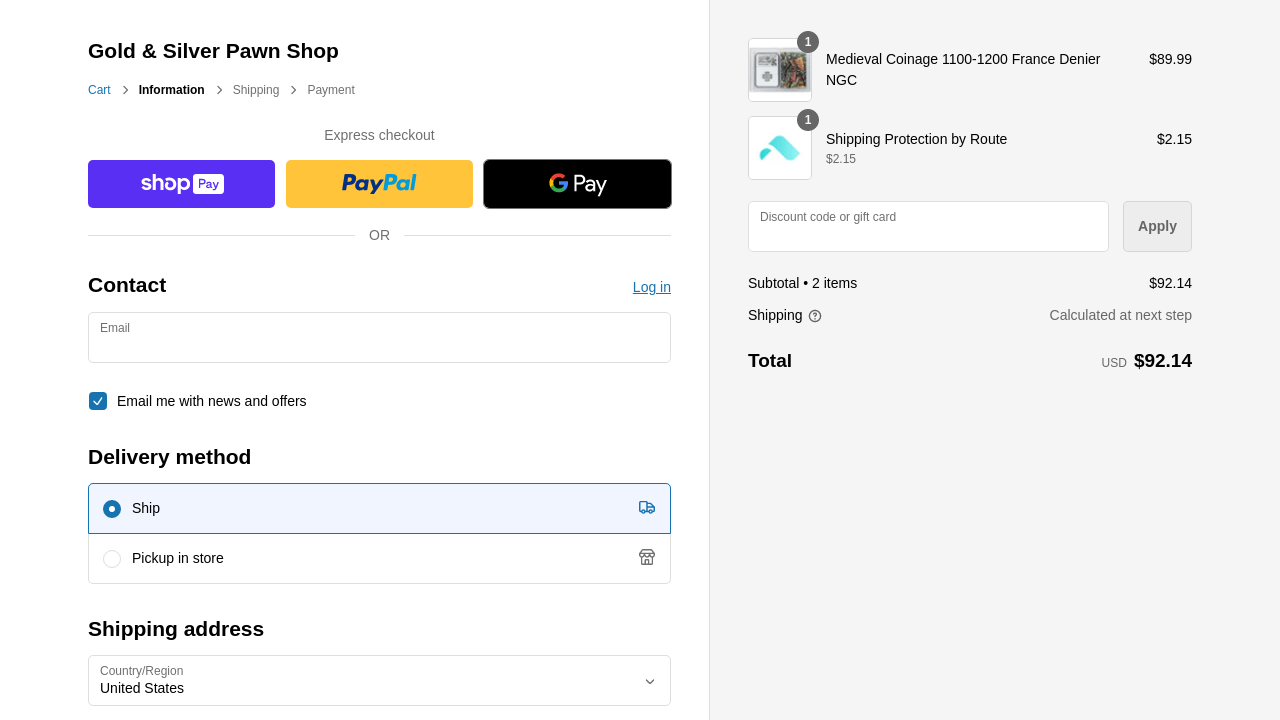 Gold & Silver Pawn Shop
Cart
Information
Shipping
Payment
Express checkout
shop Pay
PayPal
G Pay
OR
Contact
Log in
Email
Email me with news and offers
Delivery method
Ship
Pickup in store
Shipping address
Country/Region
United States
1
Medieval Coinage 1100-1200 France Denier
NGC
$89.99
1
Shipping Protection by Route
$2.15
$2.15
Discount code or gift card
Apply
Subtotal • 2 items
$92.14
Shipping
Calculated at next step
Total
USD $92.14